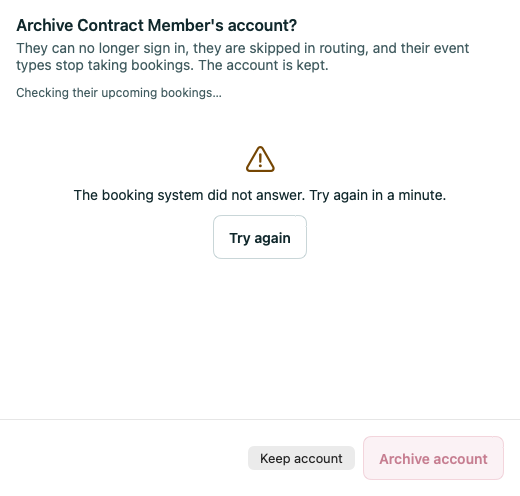 Archive Contract Member's account?
They can no longer sign in, they are skipped in routing, and their event
types stop taking bookings. The account is kept.
Checking their upcoming bookings...
The booking system did not answer. Try again in a minute.
Try again
Keep account
Archive account